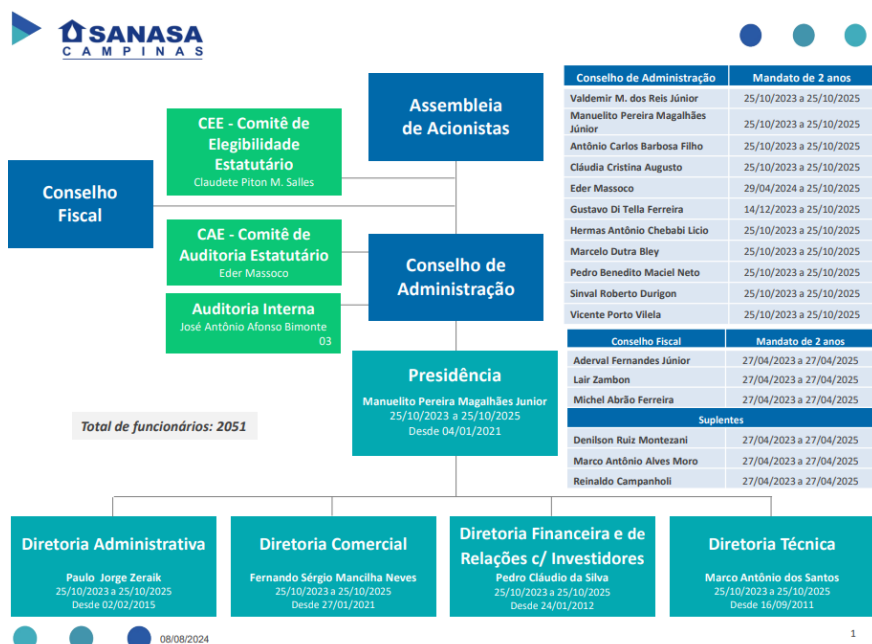 SANASA
CAMPINAS
Assembleia
de Acionistas
CEE - Comitê de
Elegibilidade
Estatutário
Claudete Piton M. Salles
Conselho
Fiscal
CAE - Comitê de
Auditoria Estatutário
Eder Massoco
Conselho de
Administração
Auditoria Interna
José Antônio Afonso Bimonte
03
Presidência
Manuelito Pereira Magalhães Junior
25/10/2023 a 25/10/2025
Desde 04/01/2021
Total de funcionários: 2051
Conselho de Administração Mandato de 2 anos
Valdemir M. dos Reis Júnior 25/10/2023 a 25/10/2025
Manuelito Pereira Magalhães
Júnior 25/10/2023 a 25/10/2025
Antônio Carlos Barbosa Filho 25/10/2023 a 25/10/2025
Cláudia Cristina Augusto 25/10/2023 a 25/10/2025
Eder Massoco 29/04/2024 a 25/10/2025
Gustavo Di Tella Ferreira 14/12/2023 a 25/10/2025
Hermas Antônio Chebabi Licio 25/10/2023 a 25/10/2025
Marcelo Dutra Bley 25/10/2023 a 25/10/2025
Pedro Benedito Maciel Neto 25/10/2023 a 25/10/2025
Sinval Roberto Durigon 25/10/2023 a 25/10/2025
Vicente Porto Vilela 25/10/2023 a 25/10/2025
Conselho Fiscal Mandato de 2 anos
Aderval Fernandes Júnior 27/04/2023 a 27/04/2025
Lair Zambon 27/04/2023 a 27/04/2025
Michel Abrão Ferreira 27/04/2023 a 27/04/2025
Suplentes
Denilson Ruiz Montezani 27/04/2023 a 27/04/2025
Marco Antônio Alves Moro 27/04/2023 a 27/04/2025
Reinaldo Campanholi 27/04/2023 a 27/04/2025
Diretoria Administrativa
Paulo Jorge Zeraik
25/10/2023 a 25/10/2025
Desde 02/02/2015
Diretoria Comercial
Fernando Sérgio Mancilha Neves
25/10/2023 a 25/10/2025
Desde 27/01/2021
Diretoria Financeira e de
Relações c/ Investidores
Pedro Cláudio da Silva
25/10/2023 a 25/10/2025
Desde 24/01/2012
Diretoria Técnica
Marco Antônio dos Santos
25/10/2023 a 25/10/2025
Desde 16/09/2011
08/08/2024
1